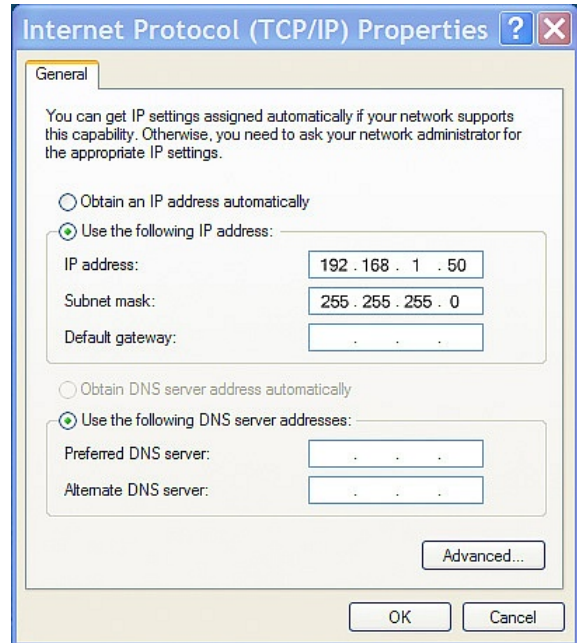 Internet Protocol (TCP/IP) Properties
General
You can get IP settings assigned automatically if your network supports
this capability. Otherwise, you need to ask your network administrator for
the appropriate IP settings.
Obtain an IP address automatically
Use the following IP address:
IP address: 192 . 168 . 1 . 50
Subnet mask: 255 . 255 . 255 . 0
Default gateway: . . .
Obtain DNS server address automatically
Use the following DNS server addresses:
Preferred DNS server: . . .
Alternate DNS server: . . .
Advanced...
OK Cancel